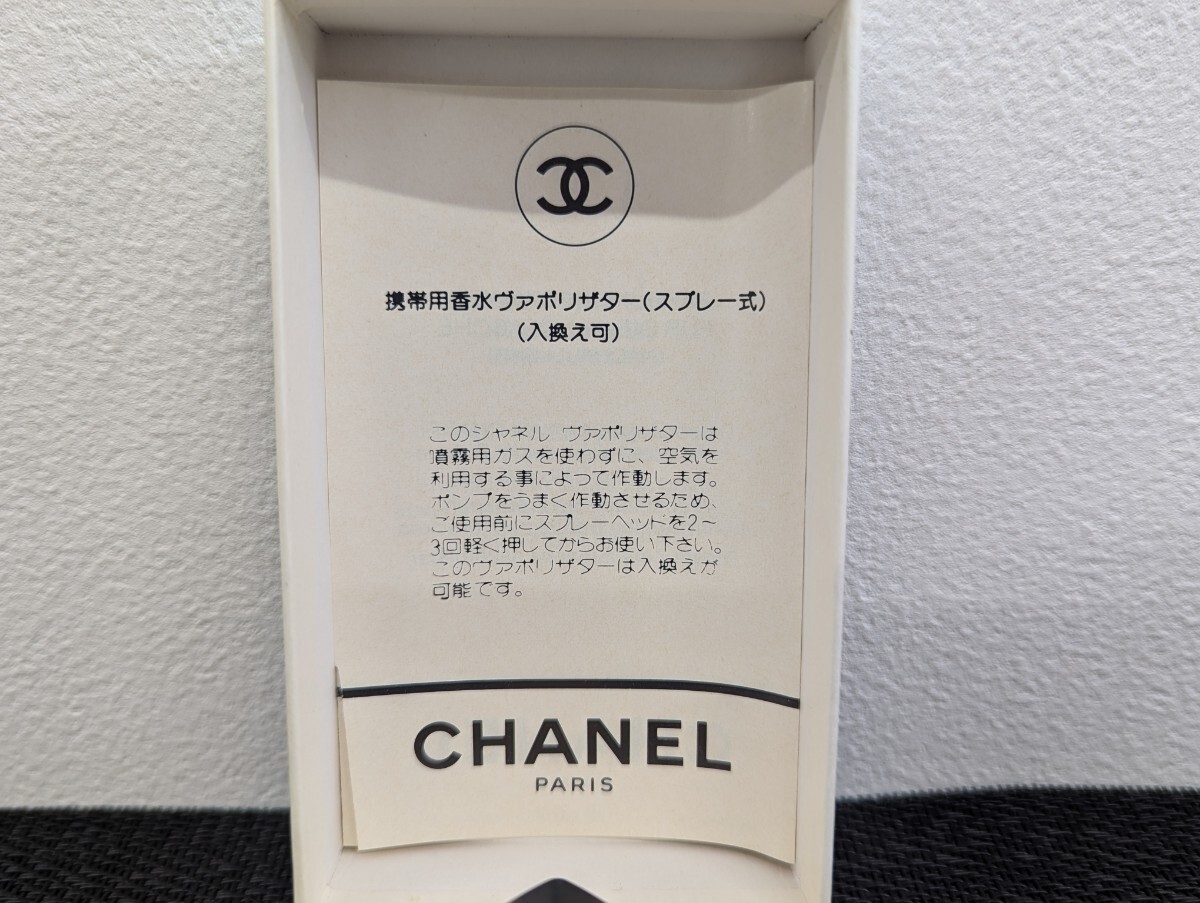 携帯用香水ヴァポリザター(スプレー式)
(入換え可)
このシャネル ヴァポリザターは
噴霧用ガスを使わずに、空気を
利用する事によって作動します。
ポンプをうまく作動させるため、
ご使用前にスプレーヘッドを2〜
3回軽く押してからお使い下さい。
このヴァポリザターは入換えが
可能です。
CHANEL
PARIS